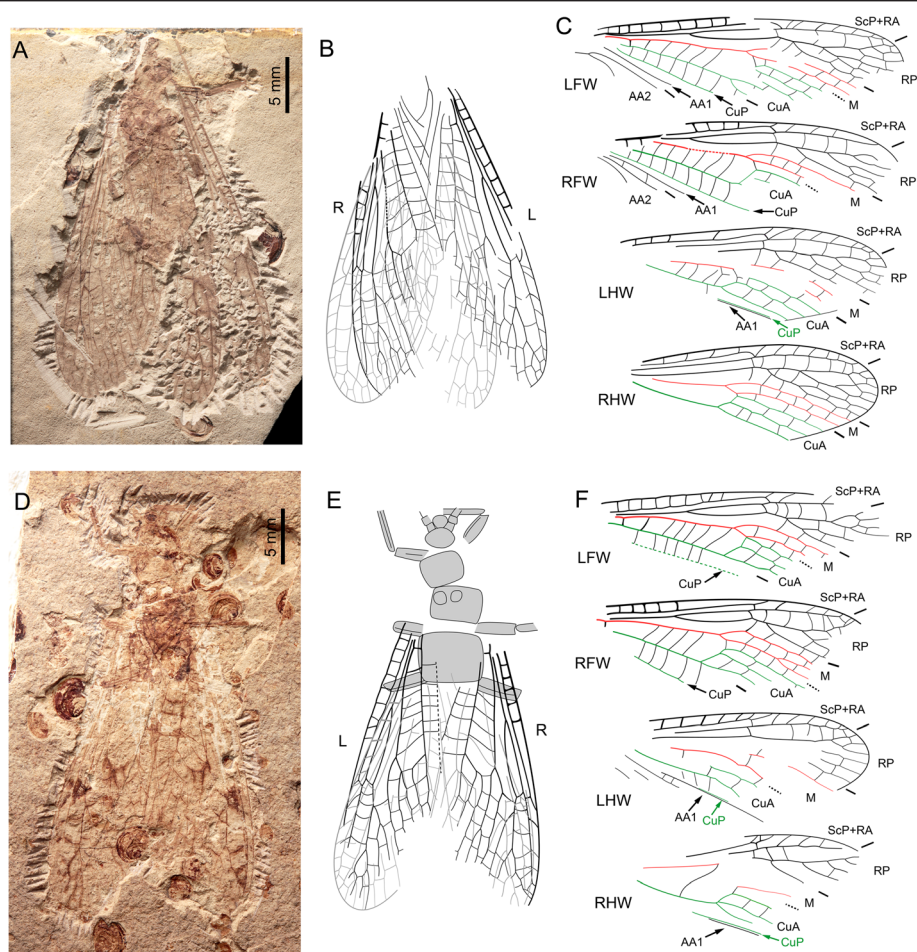 A
5 mm
B
R
L
C
ScP+RA
RP
M
CuA
CuP
AA1
AA2
LFW
ScP+RA
RP
M
CuA
CuP
AA1
AA2
RFW
ScP+RA
RP
M
CuA
CuP
AA1
LHW
ScP+RA
RP
M
CuA
RHW
D
5 mm
E
L
R
F
ScP+RA
RP
M
CuA
CuP
LFW
ScP+RA
RP
M
CuA
CuP
RFW
ScP+RA
RP
M
CuA
CuP
AA1
LHW
ScP+RA
RP
M
CuA
CuP
AA1
RHW